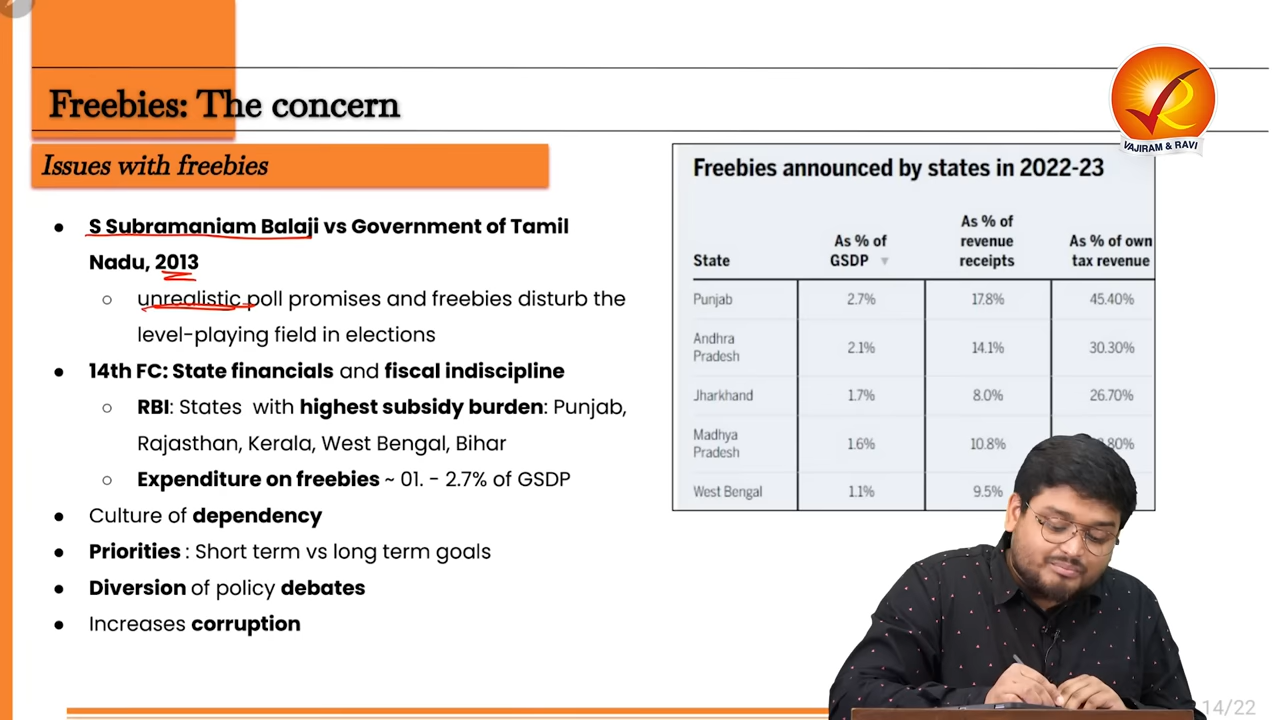 Freebies: The concern
Issues with freebies
● S Subramaniam Balaji vs Government of Tamil
Nadu, 2013
○ unrealistic poll promises and freebies disturb the
level-playing field in elections
● 14th FC: State financials and fiscal indiscipline
○ RBI: States with highest subsidy burden: Punjab,
Rajasthan, Kerala, West Bengal, Bihar
○ Expenditure on freebies ~ 01. - 2.7% of GSDP
● Culture of dependency
● Priorities : Short term vs long term goals
● Diversion of policy debates
● Increases corruption
VAJIRAM & RAVI
Freebies announced by states in 2022-23
State As % of GSDP ▼ As % of revenue receipts As % of own tax revenue
Punjab 2.7% 17.8% 45.40%
Andhra Pradesh 2.1% 14.1% 30.30%
Jharkhand 1.7% 8.0% 26.70%
Madhya Pradesh 1.6% 10.8%
West Bengal 1.1% 9.5%
14/22